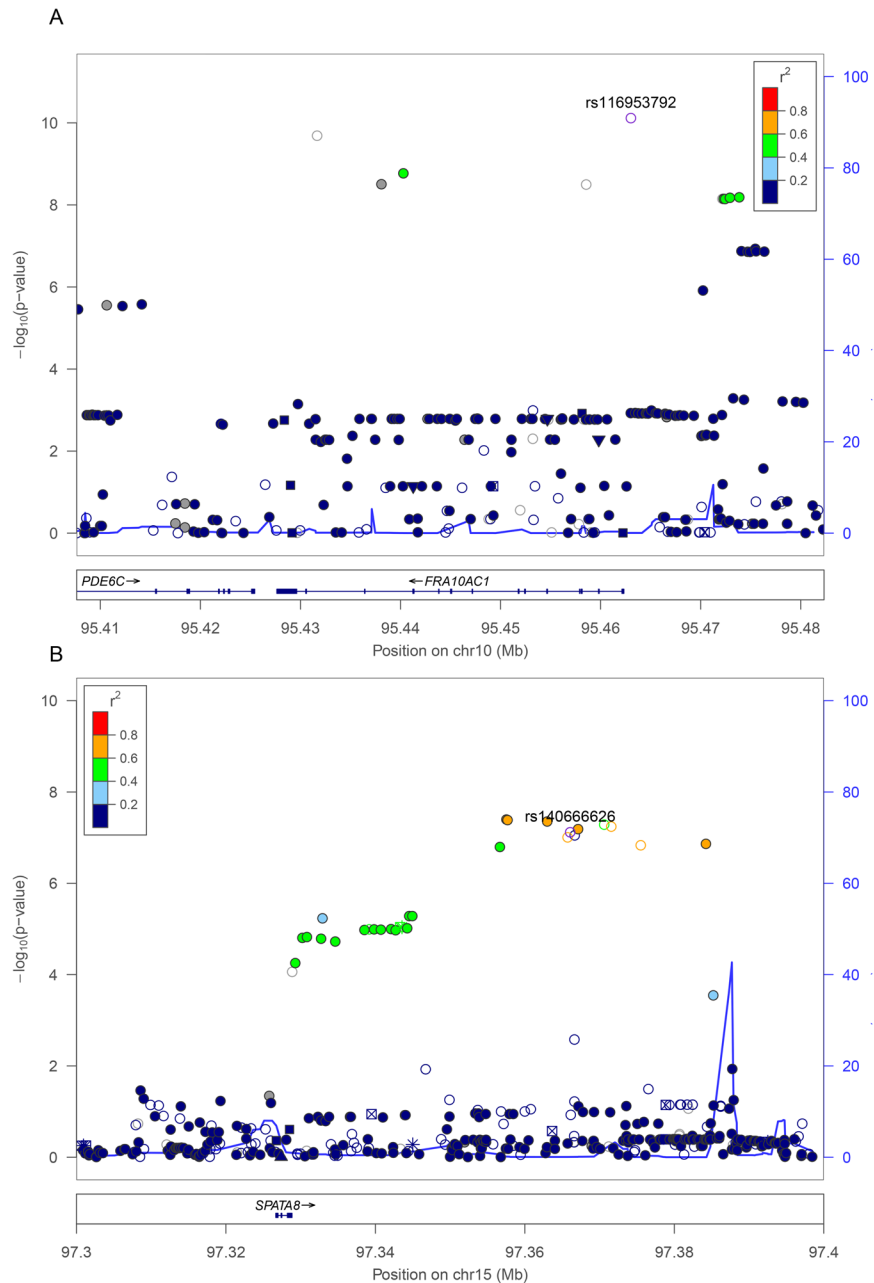 A
rs116953792
r²
0.8
0.6
0.4
0.2
10
8
6
4
2
0
−log₁₀(p−value)
100
80
60
40
20
0
PDE6C→
←FRA10AC1
95.41 95.42 95.43 95.44 95.45 95.46 95.47 95.48
Position on chr10 (Mb)
B
r²
0.8
0.6
0.4
0.2
rs140666626
10
8
6
4
2
0
−log₁₀(p−value)
100
80
60
40
20
0
SPATA8→
97.3 97.32 97.34 97.36 97.38 97.4
Position on chr15 (Mb)